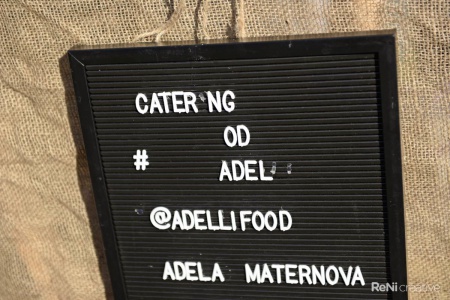 CATER NG
OD
# ADEL
@ADELLIFOOD
ADELA MATERNOVA
ReNi creative